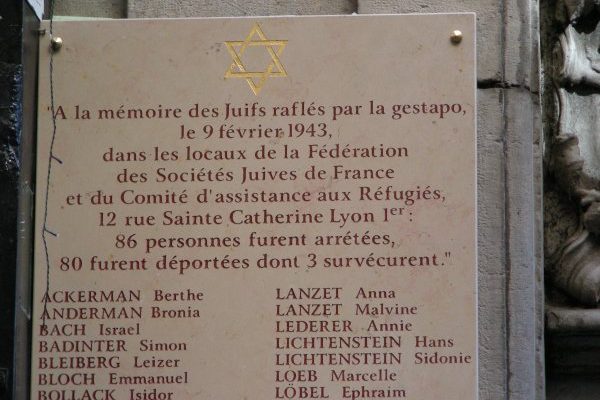 "A la mémoire des Juifs raflés par la gestapo,
le 9 février 1943,
dans les locaux de la Fédération
des Sociétés Juives de France
et du Comité d'assistance aux Réfugiés,
12 rue Sainte Catherine Lyon 1er :
86 personnes furent arrétées,
80 furent déportées dont 3 survécurent."
ACKERMAN Berthe
ANDERMAN Bronia
BACH Israel
BADINTER Simon
BLEIBERG Leizer
BLOCH Emmanuel
BOLLACK Isidor
LANZET Anna
LANZET Malvine
LEDERER Annie
LICHTENSTEIN Hans
LICHTENSTEIN Sidonie
LOEB Marcelle
LÖBEL Ephraim